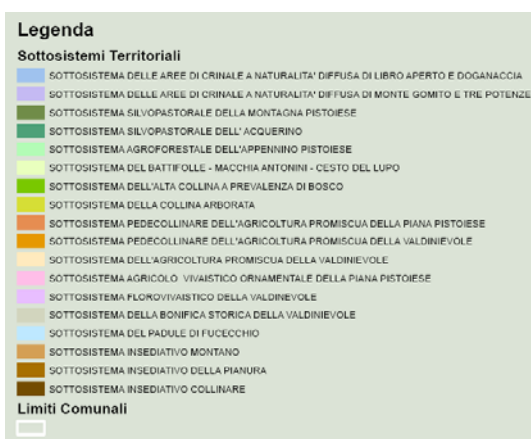 Legenda
Sottosistemi Territoriali
SOTTOSISTEMA DELLE AREE DI CRINALE A NATURALITA' DIFFUSA DI LIBRO APERTO E DOGANACCIA
SOTTOSISTEMA DELLE AREE DI CRINALE A NATURALITA' DIFFUSA DI MONTE GOMITO E TRE POTENZE
SOTTOSISTEMA SILVOPASTORALE DELLA MONTAGNA PISTOIESE
SOTTOSISTEMA SILVOPASTORALE DELL' ACQUERINO
SOTTOSISTEMA AGROFORESTALE DELL'APPENNINO PISTOIESE
SOTTOSISTEMA DEL BATTIFOLLE - MACCHIA ANTONINI - CESTO DEL LUPO
SOTTOSISTEMA DELL'ALTA COLLINA A PREVALENZA DI BOSCO
SOTTOSISTEMA DELLA COLLINA ARBORATA
SOTTOSISTEMA PEDECOLLINARE DELL'AGRICOLTURA PROMISCUA DELLA PIANA PISTOIESE
SOTTOSISTEMA PEDECOLLINARE DELL'AGRICOLTURA PROMISCUA DELLA VALDINIEVOLE
SOTTOSISTEMA DELL'AGRICOLTURA PROMISCUA DELLA VALDINIEVOLE
SOTTOSISTEMA AGRICOLO VIVAISTICO ORNAMENTALE DELLA PIANA PISTOIESE
SOTTOSISTEMA FLOROVIVAISTICO DELLA VALDINIEVOLE
SOTTOSISTEMA DELLA BONIFICA STORICA DELLA VALDINIEVOLE
SOTTOSISTEMA DEL PADULE DI FUCECCHIO
SOTTOSISTEMA INSEDIATIVO MONTANO
SOTTOSISTEMA INSEDIATIVO DELLA PIANURA
SOTTOSISTEMA INSEDIATIVO COLLINARE
Limiti Comunali